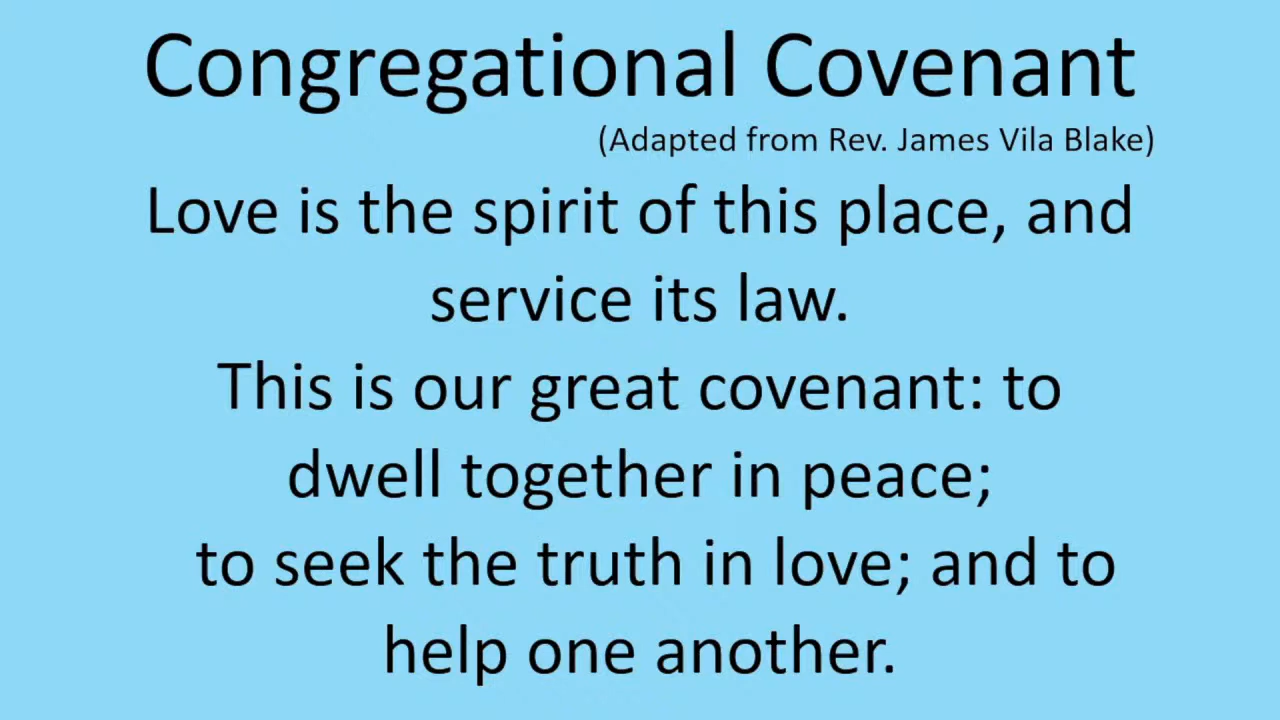 Congregational Covenant
(Adapted from Rev. James Vila Blake)
Love is the spirit of this place, and
service its law.
This is our great covenant: to
dwell together in peace;
to seek the truth in love; and to
help one another.